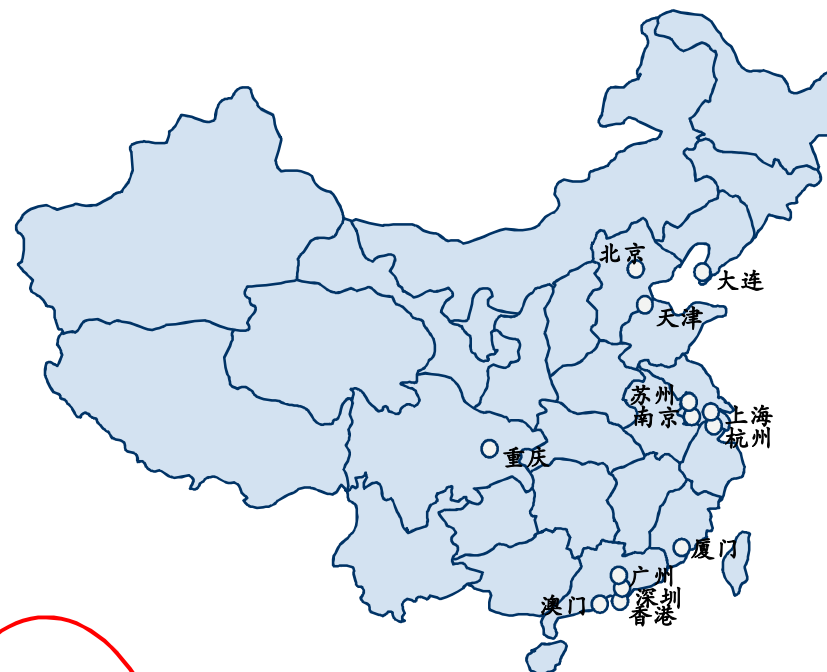 北京
大连
天津
苏州
南京
上海
杭州
重庆
厦门
广州
深圳
澳门
香港